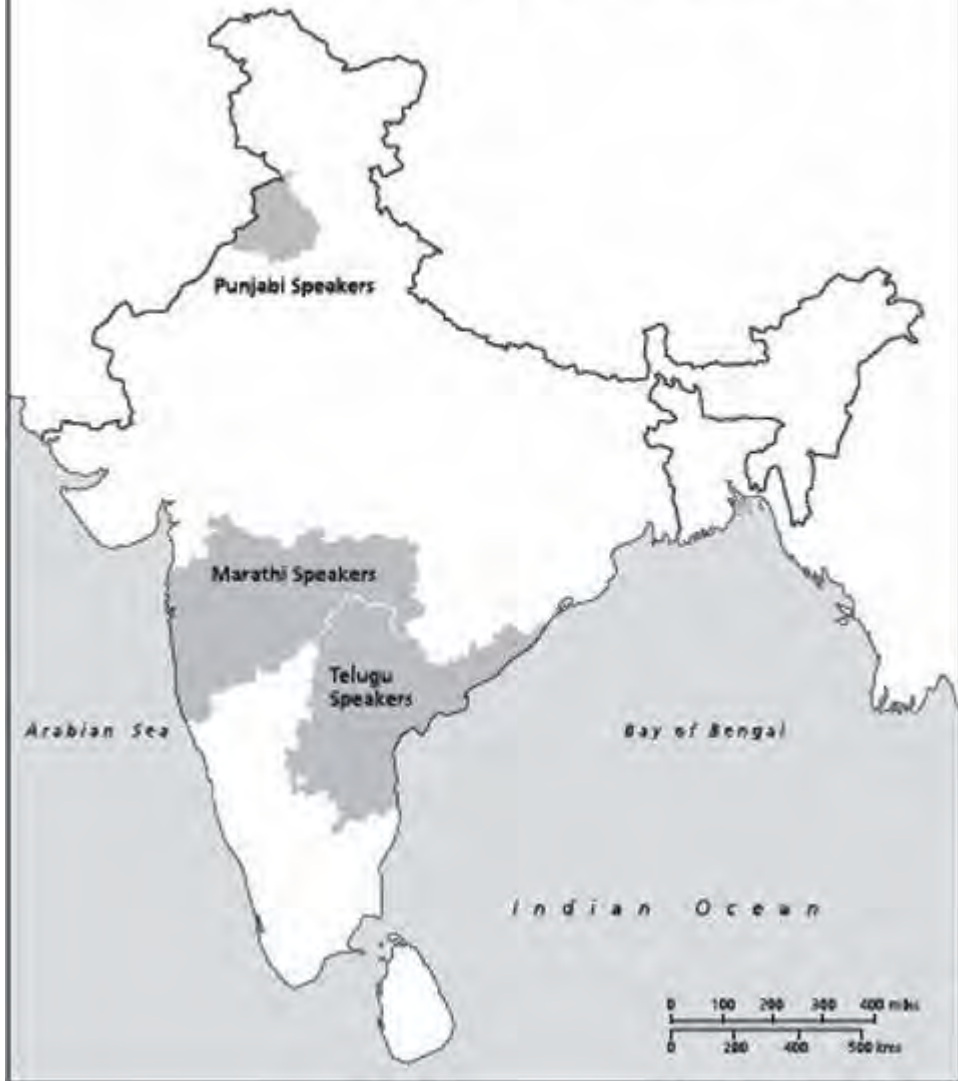 Punjabi Speakers
Marathi Speakers
Telugu
Speakers
Arabian Sea
Bay of Bengal
Indian Ocean
0 100 200 300 400 miles
0 200 400 500 kms